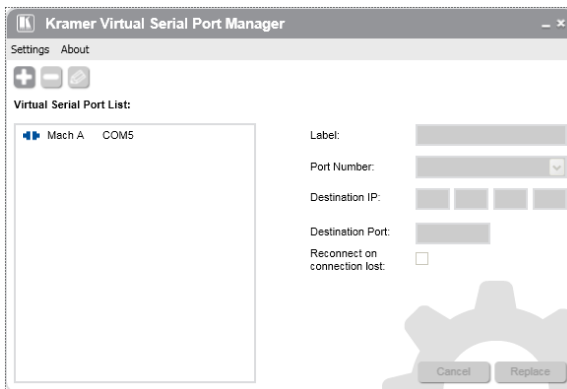 Kramer Virtual Serial Port Manager
Settings About
Virtual Serial Port List:
Mach A COM5
Label:
Port Number:
Destination IP:
Destination Port:
Reconnect on
connection lost:
Cancel Replace